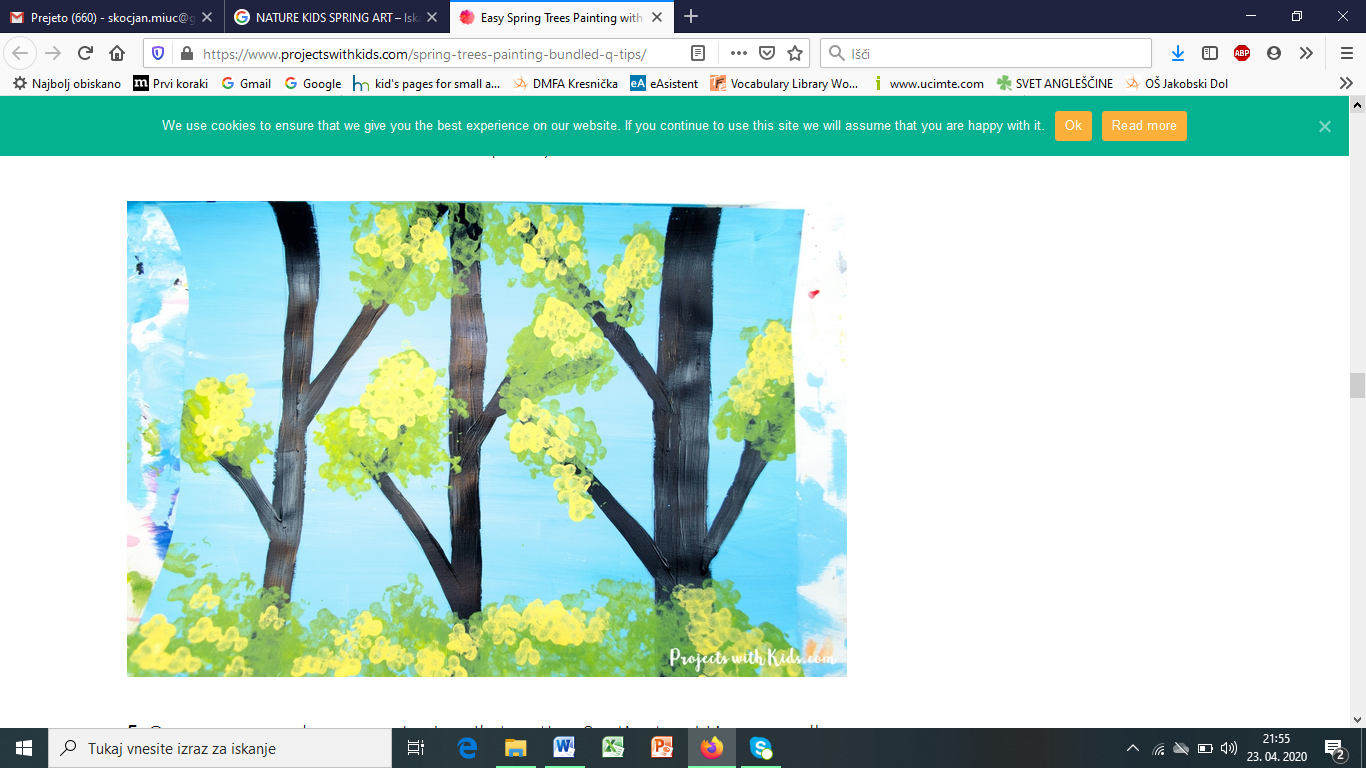 Prejeto (660) - skocjan.miuc@g
NATURE KIDS SPRING ART – Isk
Easy Spring Trees Painting with
https://www.projectswithkids.com/spring-trees-painting-bundled-q-tips/
Išči
ABP
Najbolj obiskano
Prvi koraki
Gmail
Google
kid's pages for small a...
DMFA Kresnička
eA eAsistent
Vocabulary Library Wo...
www.ucimte.com
SVET ANGLEŠČINE
OŠ Jakobski Dol
We use cookies to ensure that we give you the best experience on our website. If you continue to use this site we will assume that you are happy with it.
Ok
Read more
ProjectswithKids.com
Tukaj vnesite izraz za iskanje
21:55
23. 04. 2020
2